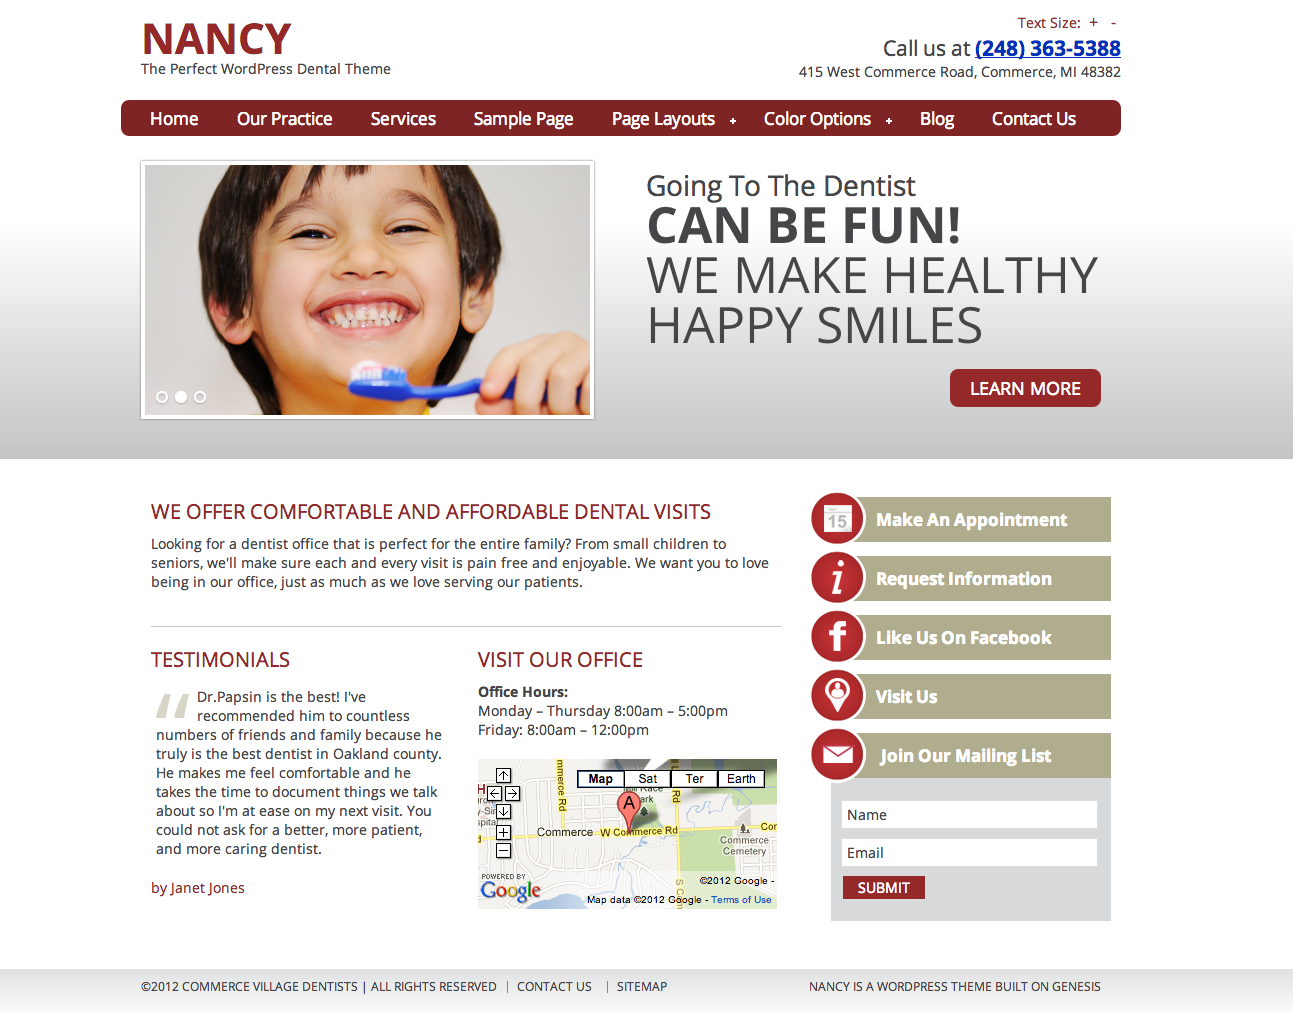 NANCY
The Perfect WordPress Dental Theme
Text Size: + -
Call us at (248) 363-5388
415 West Commerce Road, Commerce, MI 48382
Home Our Practice Services Sample Page Page Layouts + Color Options + Blog Contact Us
Going To The Dentist
CAN BE FUN!
WE MAKE HEALTHY
HAPPY SMILES
LEARN MORE
WE OFFER COMFORTABLE AND AFFORDABLE DENTAL VISITS
Looking for a dentist office that is perfect for the entire family? From small children to
seniors, we'll make sure each and every visit is pain free and enjoyable. We want you to love
being in our office, just as much as we love serving our patients.
TESTIMONIALS
“ Dr.Papsin is the best! I've
recommended him to countless
numbers of friends and family because he
truly is the best dentist in Oakland county.
He makes me feel comfortable and he
takes the time to document things we talk
about so I'm at ease on my next visit. You
could not ask for a better, more patient,
and more caring dentist.
by Janet Jones
VISIT OUR OFFICE
Office Hours:
Monday – Thursday 8:00am – 5:00pm
Friday: 8:00am – 12:00pm
Map Sat Ter Earth
A
Commerce W Commerce Rd
Commerce
Cemetery
POWERED BY
Google
©2012 Google -
Map data ©2012 Google - Terms of Use
15 Make An Appointment
i Request Information
f Like Us On Facebook
Visit Us
Join Our Mailing List
Name
Email
SUBMIT
©2012 COMMERCE VILLAGE DENTISTS | ALL RIGHTS RESERVED | CONTACT US | SITEMAP
NANCY IS A WORDPRESS THEME BUILT ON GENESIS